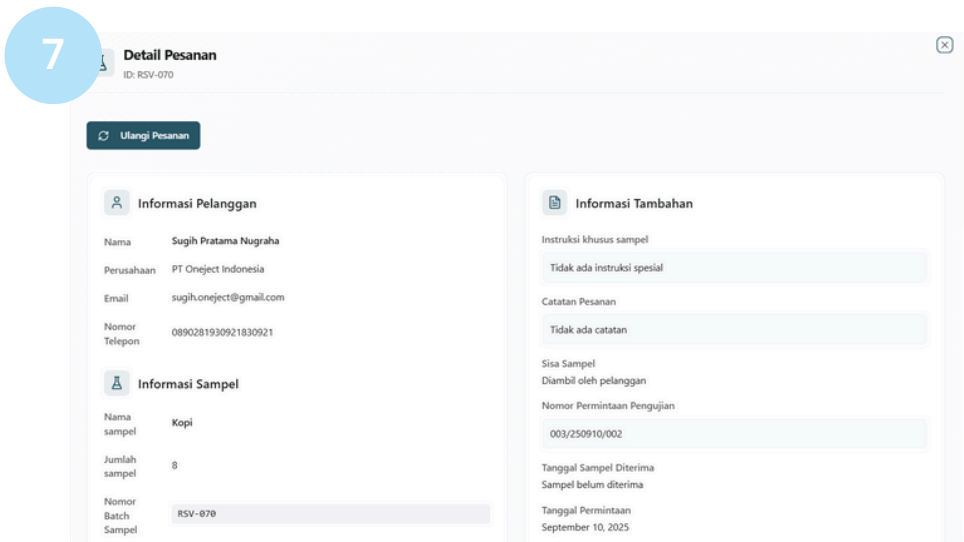 7
Detail Pesanan
ID: RSV-070
Ulangi Pesanan
Informasi Pelanggan
Nama Sugih Pratama Nugraha
Perusahaan PT Oneject Indonesia
Email sugih.oneject@gmail.com
Nomor
Telepon
0890281930921830921
Informasi Sampel
Nama
sampel
Kopi
Jumlah
sampel
8
Nomor
Batch
Sampel
RSV-070
Informasi Tambahan
Instruksi khusus sampel
Tidak ada instruksi spesial
Catatan Pesanan
Tidak ada catatan
Sisa Sampel
Diambil oleh pelanggan
Nomor Permintaan Pengujian
003/250910/002
Tanggal Sampel Diterima
Sampel belum diterima
Tanggal Permintaan
September 10, 2025